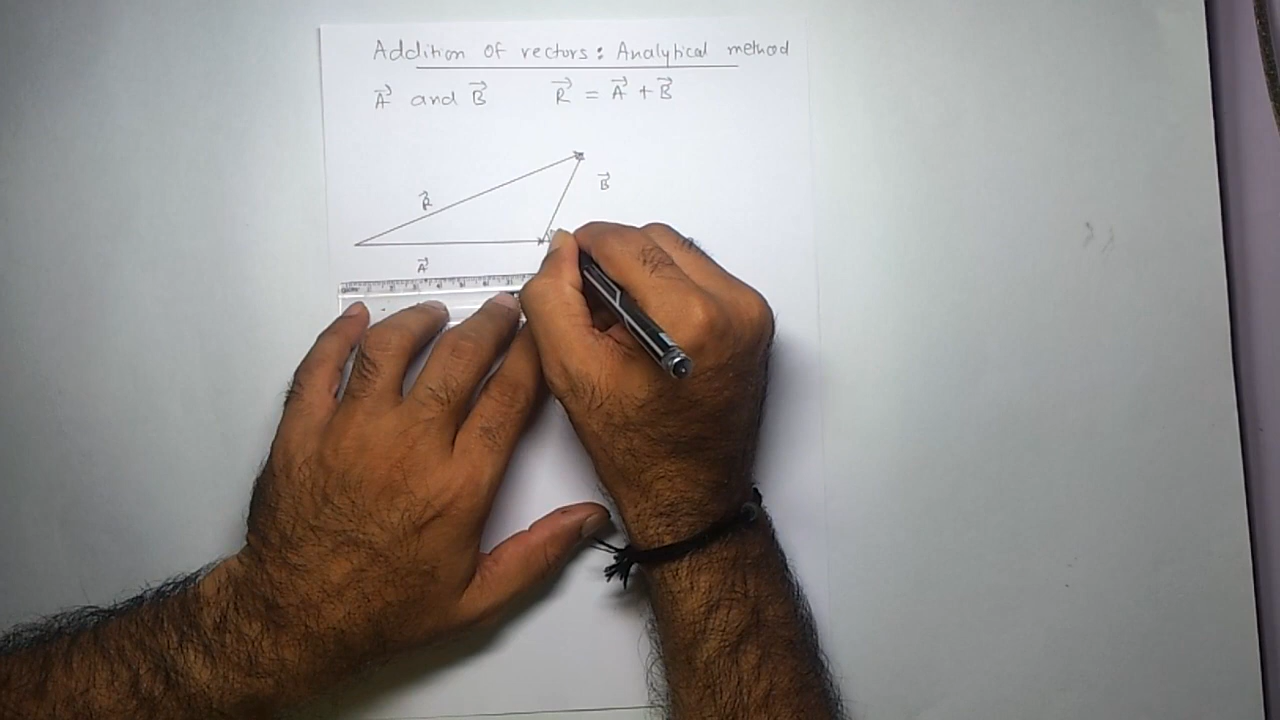 Addition of vectors: Analytical method
A⃗ and B⃗ R⃗ = A⃗ + B⃗
R⃗
B⃗
A⃗